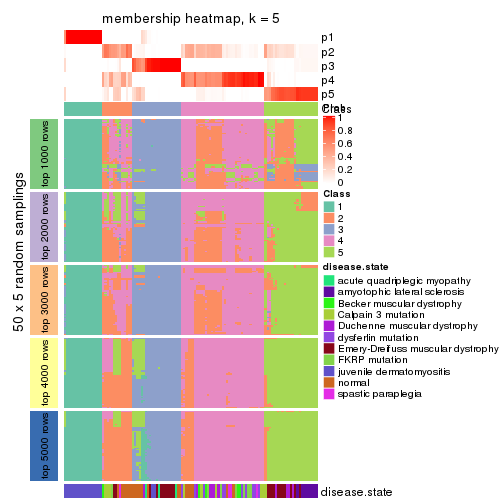 membership heatmap, k = 5
p1
p2
p3
p4
p5
Class
Prob
Class
1
0.8
0.6
0.4
0.2
0
Class
1
2
3
4
5
disease.state
acute quadriplegic myopathy
amyotophic lateral sclerosis
Becker muscular dystrophy
Calpain 3 mutation
Duchenne muscular dystrophy
dysferlin mutation
Emery-Dreifuss muscular dystrophy
FKRP mutation
juvenile dermatomyositis
normal
spastic paraplegia
50 x 5 random samplings
top 1000 rows
top 2000 rows
top 3000 rows
top 4000 rows
top 5000 rows
disease.state